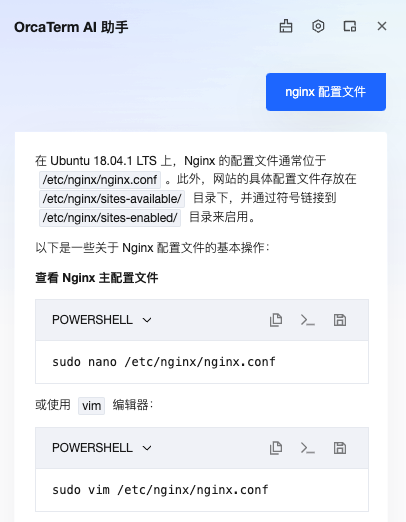 OrcaTerm AI 助手
nginx 配置文件
在 Ubuntu 18.04.1 LTS 上，Nginx 的配置文件通常位于
/etc/nginx/nginx.conf 。此外，网站的具体配置文件存放在
/etc/nginx/sites-available/ 目录下，并通过符号链接到
/etc/nginx/sites-enabled/ 目录来启用。
以下是一些关于 Nginx 配置文件的基本操作：
查看 Nginx 主配置文件
POWERSHELL
sudo nano /etc/nginx/nginx.conf
或使用 vim 编辑器：
POWERSHELL
sudo vim /etc/nginx/nginx.conf